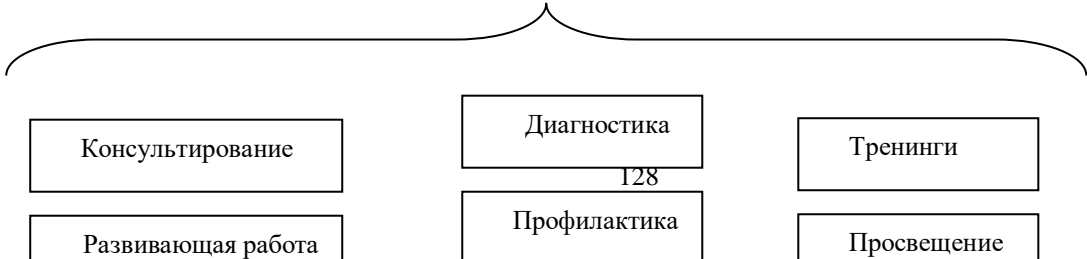 Консультирование
Диагностика
Тренинги
128
Развивающая работа
Профилактика
Просвещение